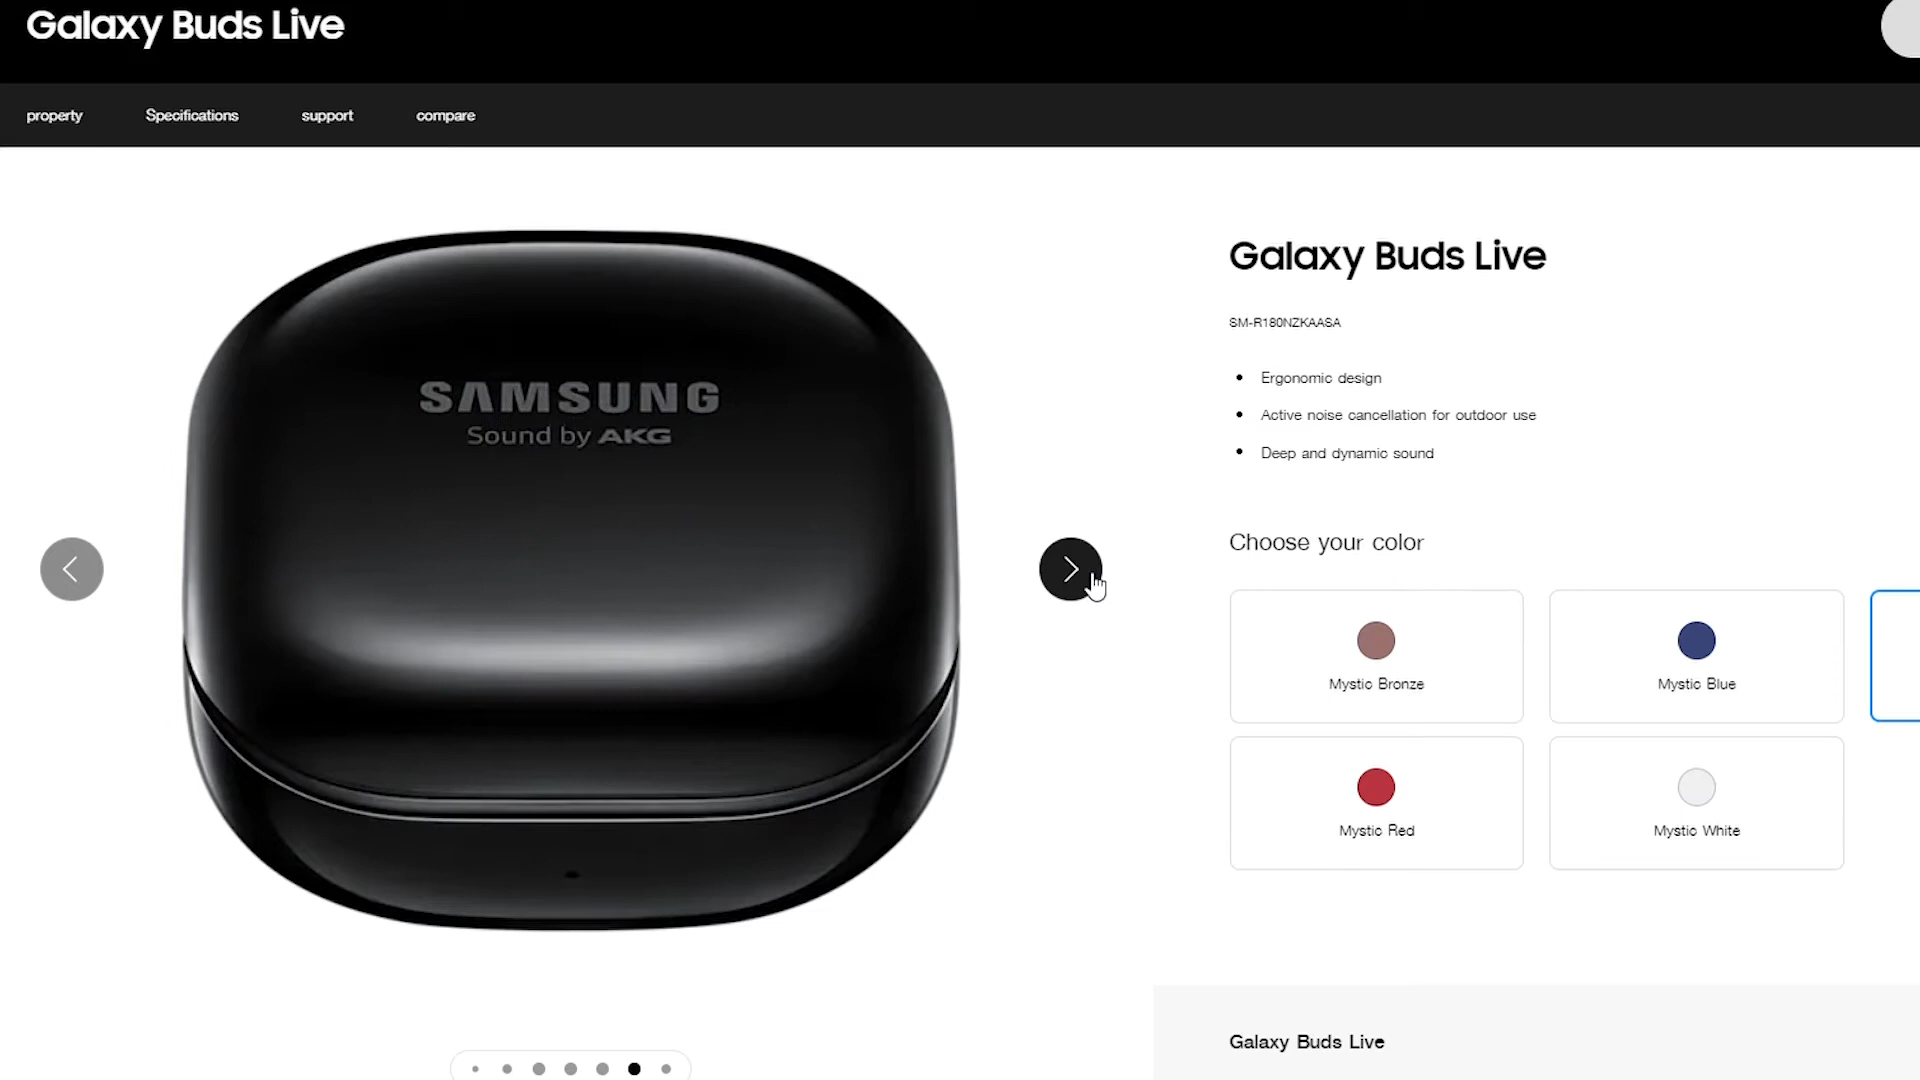 Galaxy Buds Live
property
Specifications
support
compare
SAMSUNG
Sound by AKG
Galaxy Buds Live
SM-R180NZKAASA
Ergonomic design
Active noise cancellation for outdoor use
Deep and dynamic sound
Choose your color
Mystic Bronze
Mystic Blue
Mystic Red
Mystic White
Galaxy Buds Live